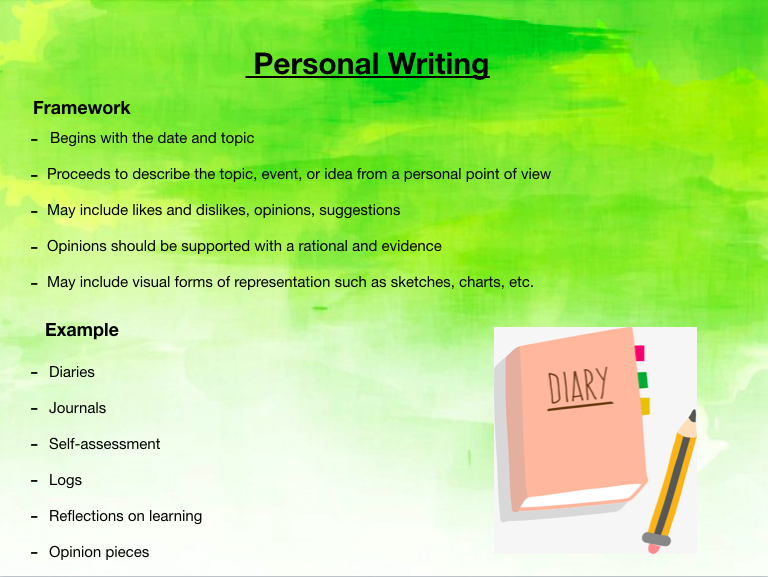 Personal Writing
Framework
- Begins with the date and topic
- Proceeds to describe the topic, event, or idea from a personal point of view
- May include likes and dislikes, opinions, suggestions
- Opinions should be supported with a rational and evidence
- May include visual forms of representation such as sketches, charts, etc.
Example
- Diaries
- Journals
- Self-assessment
- Logs
- Reflections on learning
- Opinion pieces
DIARY